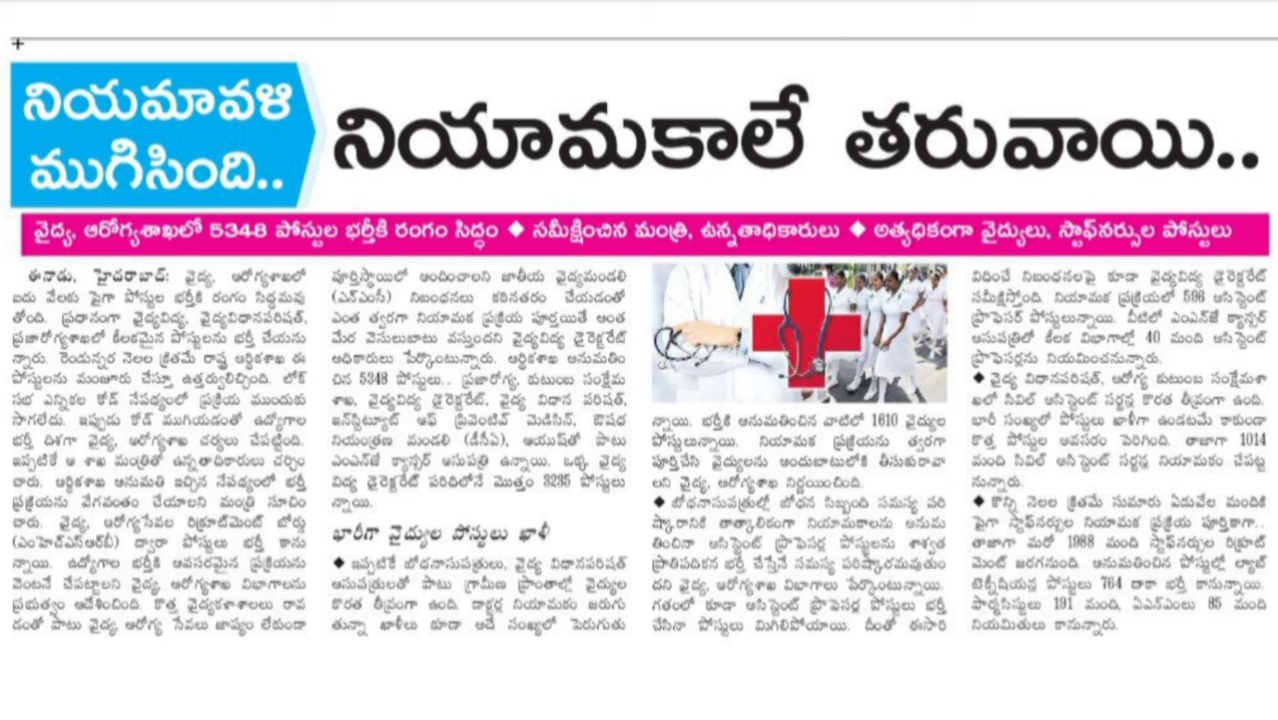 నియమావళి
ముగిసింది..
నియామకాలే తరువాయి..
వైద్య, ఆరోగ్యశాఖలో 5348 పోస్టుల భర్తీకి రంగం సిద్ధం ◆ సమీక్షించిన మంత్రి, ఉన్నతాధికారులు ◆ అత్యధికంగా వైద్యులు, స్టాఫ్‌నర్సుల పోస్టులు
ఈనాడు, హైదరాబాద్: వైద్య, ఆరోగ్యశాఖలో
ఐదు వేలకు పైగా పోస్టుల భర్తీకి రంగం సిద్ధమవు
తోంది. ప్రధానంగా వైద్యవిద్య, వైద్యవిధానపరిషత్,
ప్రజారోగ్యశాఖలో కీలకమైన పోస్టులను భర్తీ చేయను
న్నారు. రెండున్నర నెలల క్రితమే రాష్ట్ర ఆర్థికశాఖ ఈ
పోస్టులను మంజూరు చేస్తూ ఉత్తర్వులిచ్చింది. లోక్
సభ ఎన్నికల కోడ్ నేపథ్యంలో ప్రక్రియ ముందుకు
సాగలేదు. ఇప్పుడు కోడ్ ముగియడంతో ఉద్యోగాల
భర్తీ దిశగా వైద్య, ఆరోగ్యశాఖ చర్యలు చేపట్టింది.
ఇప్పటికే ఆ శాఖ మంత్రితో ఉన్నతాధికారులు చర్చిం
చారు. ఆర్థికశాఖ అనుమతి ఇచ్చిన నేపథ్యంలో భర్తీ
ప్రక్రియను వేగవంతం చేయాలని మంత్రి సూచిం
చారు. వైద్య, ఆరోగ్యసేవల రిక్రూట్‌మెంట్ బోర్డు
(ఎంహెచ్ఎస్ఆర్‌బీ) ద్వారా పోస్టులు భర్తీ కాను
న్నాయి. ఉద్యోగాల భర్తీకి అవసరమైన ప్రక్రియను
వెంటనే చేపట్టాలని వైద్య, ఆరోగ్యశాఖ విభాగాలను
ప్రభుత్వం ఆదేశించింది. కొత్త వైద్యకళాశాలలు రావ
డంతో పాటు వైద్య, ఆరోగ్య సేవలు జాప్యం లేకుండా
పూర్తిస్థాయిలో అందించాలని జాతీయ వైద్యమండలి
(ఎన్ఎంసీ) నిబంధనలు కఠినతరం చేయడంతో
ఎంత త్వరగా నియామక ప్రక్రియ పూర్తయితే అంత
మేర వెసులుబాటు వస్తుందని వైద్యవిద్య డైరెక్టరేట్
అధికారులు పేర్కొంటున్నారు. ఆర్థికశాఖ అనుమతిం
చిన 5348 పోస్టులు.. ప్రజారోగ్య, కుటుంబ సంక్షేమ
శాఖ, వైద్యవిద్య డైరెక్టరేట్, వైద్య విధాన పరిషత్,
ఇన్‌స్టిట్యూట్ ఆఫ్ ప్రివెంటివ్ మెడిసిన్, ఔషధ
నియంత్రణ మండలి (డీసీఏ), ఆయుష్‌తో పాటు
ఎంఎన్‌జే క్యాన్సర్ ఆసుపత్రి ఉన్నాయి. ఒక్క వైద్య
విద్య డైరెక్టరేట్ పరిధిలోనే మొత్తం 3235 పోస్టులు
న్నాయి.
భారీగా వైద్యుల పోస్టులు ఖాళీ
◆ ఇప్పటికే బోధనాసుపత్రులు, వైద్య విధానపరిషత్
ఆసుపత్రులతో పాటు గ్రామీణ ప్రాంతాల్లో వైద్యుల
కొరత తీవ్రంగా ఉంది. డాక్టర్ల నియామకం జరుగు
తున్నా ఖాళీలు కూడా అదే సంఖ్యలో పెరుగుతు
న్నాయి. భర్తీకి అనుమతించిన వాటిలో 1610 వైద్యుల
పోస్టులున్నాయి. నియామక ప్రక్రియను త్వరగా
పూర్తిచేసి వైద్యులను అందుబాటులోకి తీసుకురావా
లని వైద్య, ఆరోగ్యశాఖ నిర్ణయించింది.
◆ బోధనాసుపత్రుల్లో బోధన సిబ్బంది సమస్య పరి
ష్కారానికి తాత్కాలికంగా నియామకాలను అనుమ
తించినా అసిస్టెంట్ ప్రొఫెసర్ల పోస్టులను శాశ్వత
ప్రాతిపదికన భర్తీ చేస్తేనే సమస్య పరిష్కారమవుతుం
దని వైద్య, ఆరోగ్యశాఖ విభాగాలు పేర్కొంటున్నాయి.
గతంలో కూడా అసిస్టెంట్ ప్రొఫెసర్ల పోస్టులు భర్తీ
చేసినా పోస్టులు మిగిలిపోయాయి. దీంతో ఈసారి
విధించే నిబంధనలపై కూడా వైద్యవిద్య డైరెక్టరేట్
సమీక్షిస్తోంది. నియామక ప్రక్రియలో 596 అసిస్టెంట్
ప్రొఫెసర్ పోస్టులున్నాయి. వీటిలో ఎంఎన్‌జే క్యాన్సర్
ఆసుపత్రిలో కీలక విభాగాల్లో 40 మంది అసిస్టెంట్
ప్రొఫెసర్లను నియమించనున్నారు.
◆ వైద్య విధానపరిషత్, ఆరోగ్య కుటుంబ సంక్షేమశా
ఖలో సివిల్ అసిస్టెంట్ సర్జన్ల కొరత తీవ్రంగా ఉంది.
భారీ సంఖ్యలో పోస్టులు ఖాళీగా ఉండటమే కాకుండా
కొత్త పోస్టుల అవసరం పెరిగింది. తాజాగా 1014
మంది సివిల్ అసిస్టెంట్ సర్జన్ల నియామకం చేపట్ట
నున్నారు.
◆ కొన్ని నెలల క్రితమే సుమారు ఏడువేల మందికి
పైగా స్టాఫ్‌నర్సుల నియామక ప్రక్రియ పూర్తికాగా..
తాజాగా మరో 1988 మంది స్టాఫ్‌నర్సుల రిక్రూట్
మెంట్ జరగనుంది. అనుమతించిన పోస్టుల్లో ల్యాబ్
టెక్నీషియన్ల పోస్టులు 764 దాకా భర్తీ కానున్నాయి.
ఫార్మసిస్టులు 191 మంది, ఏఎన్ఎంలు 85 మంది
నియమితులు కానున్నారు.